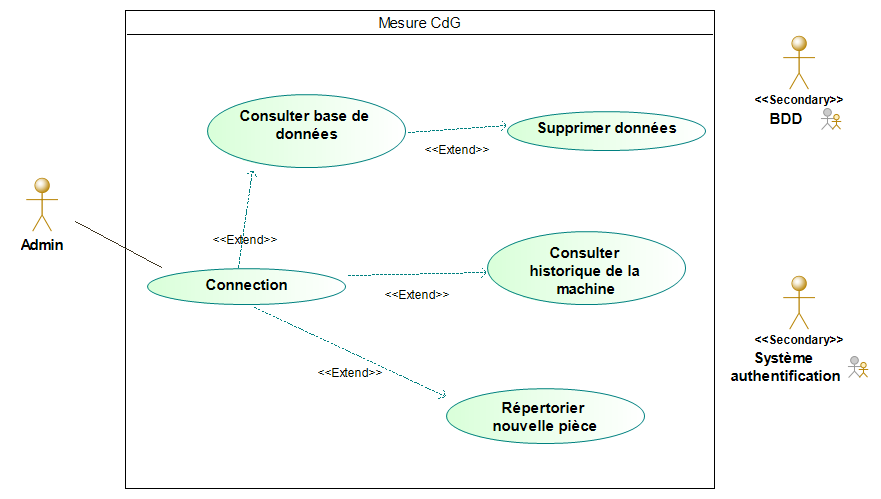 Mesure CdG
Consulter base de
données
<<Extend>>
Supprimer données
<<Secondary>>
BDD
Admin
<<Extend>>
Connection
<<Extend>>
Consulter
historique de la
machine
<<Extend>>
Répertorier
nouvelle pièce
<<Secondary>>
Système
authentification